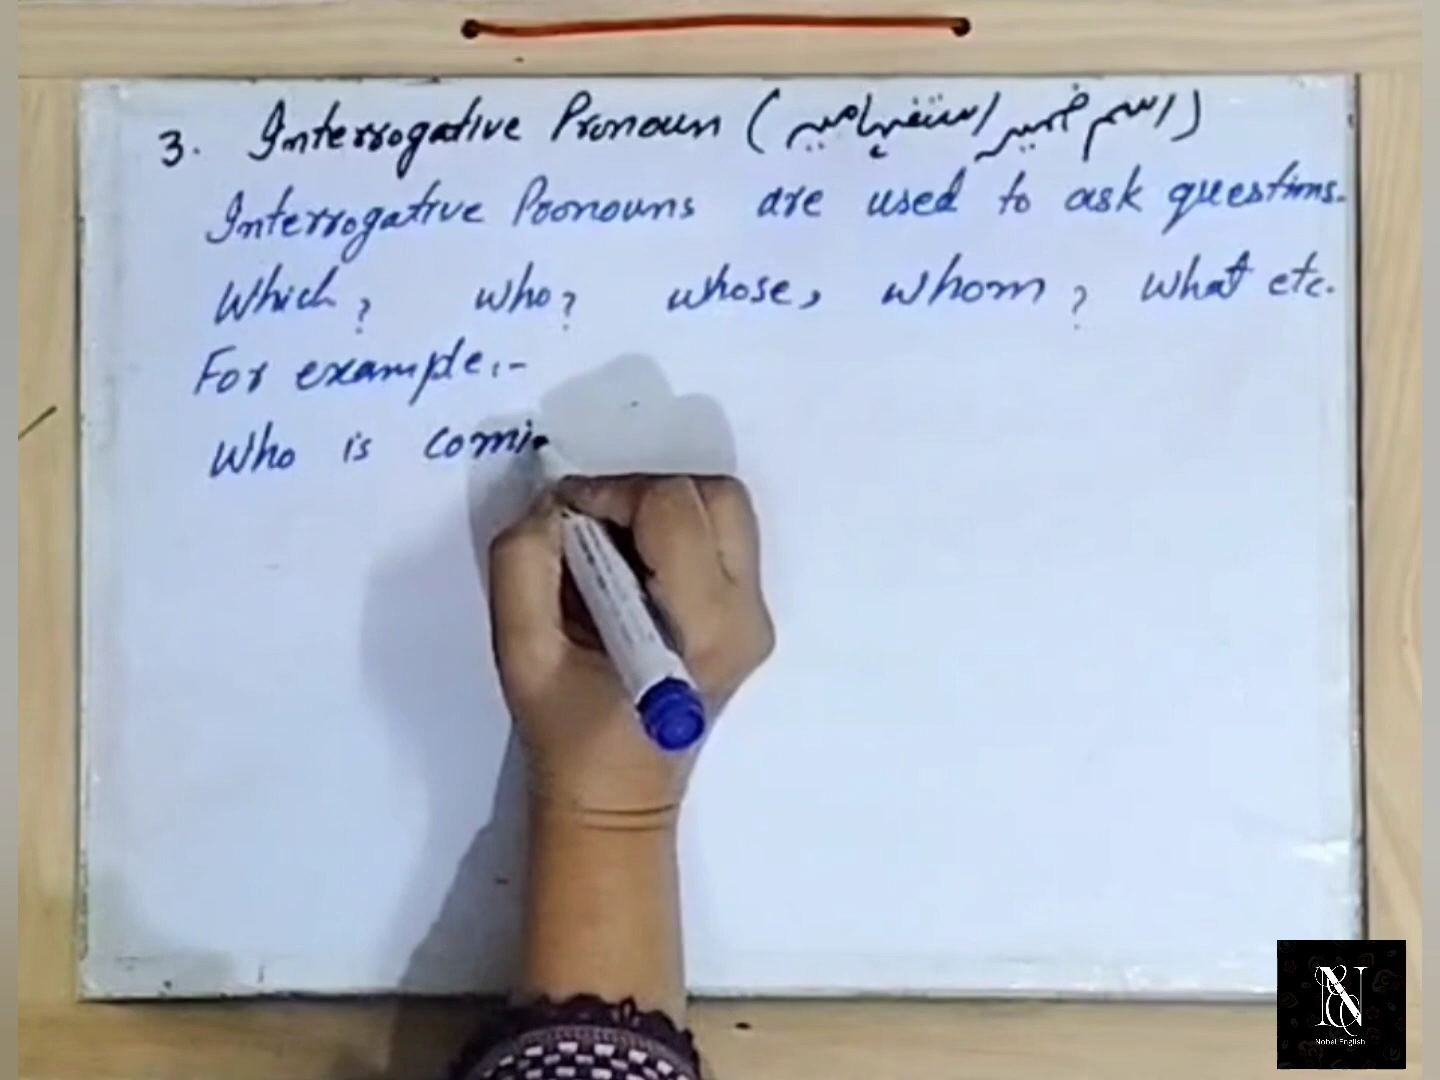 3. Interrogative Pronoun (اسم ضمیر استفہامیہ)
Interrogative Pronouns are used to ask questions.
Which, who, whose, whom, what etc.
For example:-
Who is comi
Nobel English